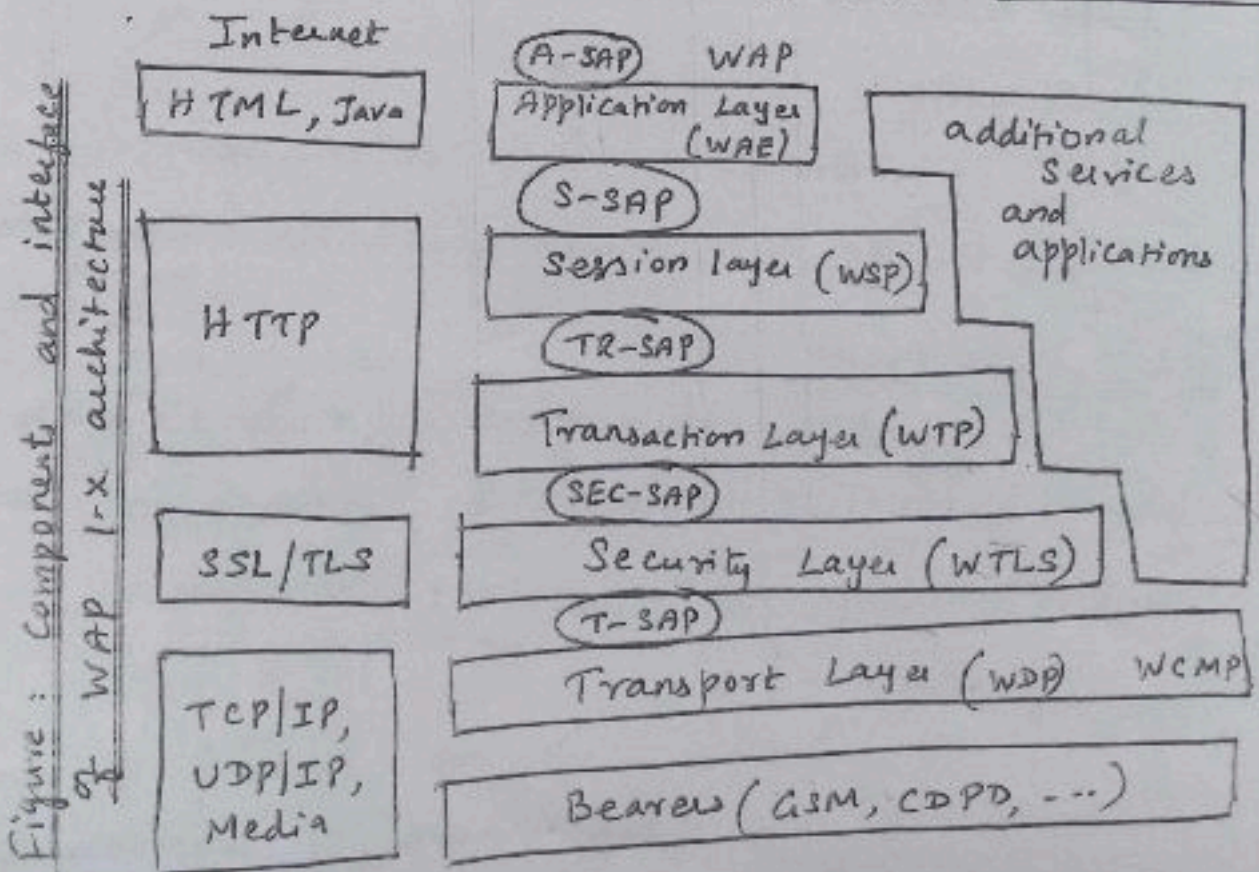 Figure : Components and interface
of WAP 1-x architecture
Internet
HTML, Java
HTTP
SSL/TLS
TCP/IP,
UDP/IP,
Media
A-SAP WAP
Application Layer
(WAE)
S-SAP
Session layer (WSP)
TR-SAP
Transaction Layer (WTP)
SEC-SAP
Security Layer (WTLS)
T-SAP
Transport Layer (WDP) WCMP
Bearers (GSM, CDPD, ---)
additional
services
and
applications